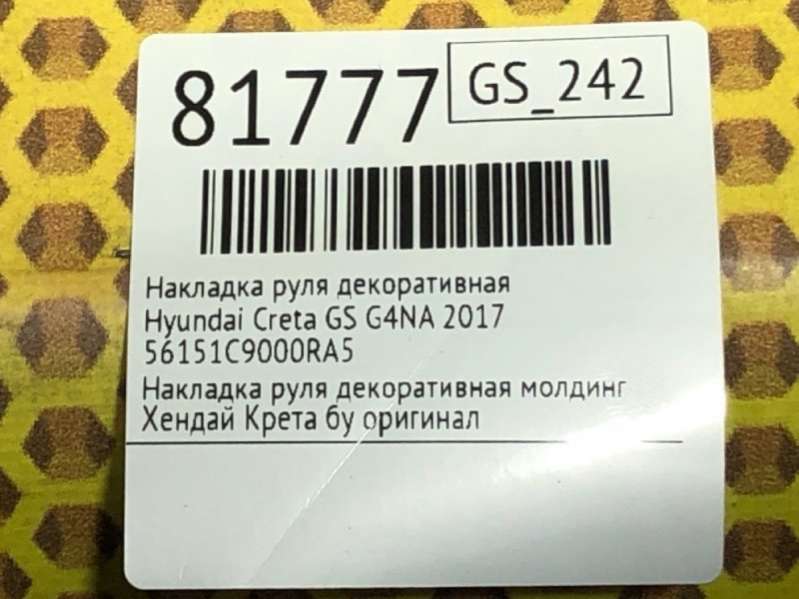 81777
GS_242
Накладка руля декоративная
Hyundai Creta GS G4NA 2017
56151C9000RA5
Накладка руля декоративная молдинг
Хендай Крета бу оригинал